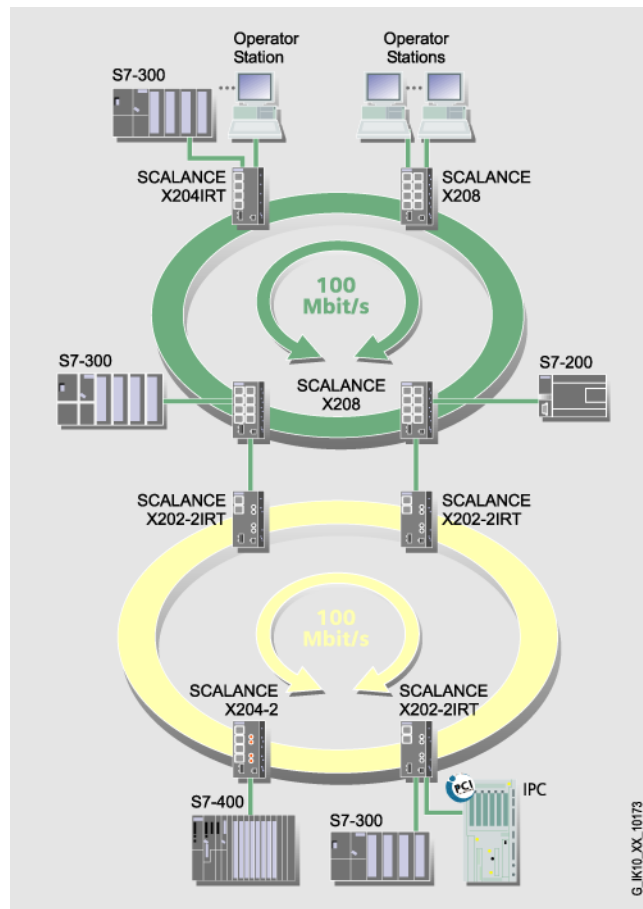 Operator
Station
Operator
Stations
S7-300
SCALANCE
X204IRT
SCALANCE
X208
100
Mbit/s
S7-300
SCALANCE
X208
S7-200
SCALANCE
X202-2IRT
SCALANCE
X202-2IRT
100
Mbit/s
SCALANCE
X204-2
SCALANCE
X202-2IRT
S7-400
S7-300
PCI
IPC
G_IK10_XX_10173